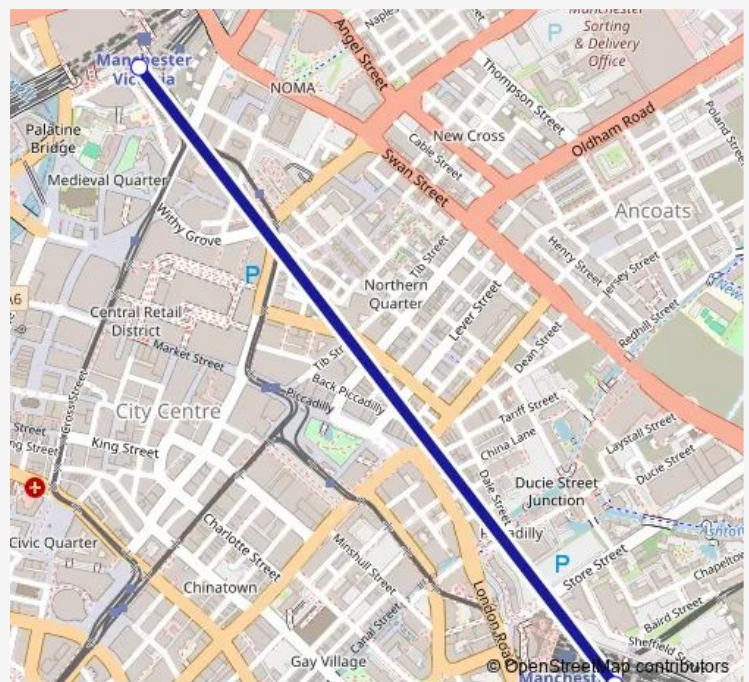 Manchester
Sorting
& Delivery
Office
Angel Street
Manchester
Victoria
NOMA
Thompson Street
Oldham Road
Poland Street
Palatine
Bridge
New Cross
Cable Street
Swan Street
Medieval Quarter
Ancoats
Withy Grove
Tib Street
Henry Street
Jersey Street
P
P
Northern
Quarter
Lever Street
Redhill Street
A6
Central Retail
District
Market Street
Dean Street
Tib
Back Piccadilly
Piccadilly
Cross Street
City Centre
Tariff Street
King Street
China Lane
Laystall Street
Ducie Street
Dale Street
Ducie Street
Junction
Civic Quarter
Charlotte Street
Minshull Street
P
Store Street
Chinatown
London Road
Baird Street
Canal Street
Sheffield
Gay Village
© OpenStreetMap contributors